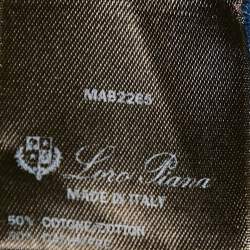 MAB2265
Loro Piana
MADE IN ITALY
50% COTONE/COTTON